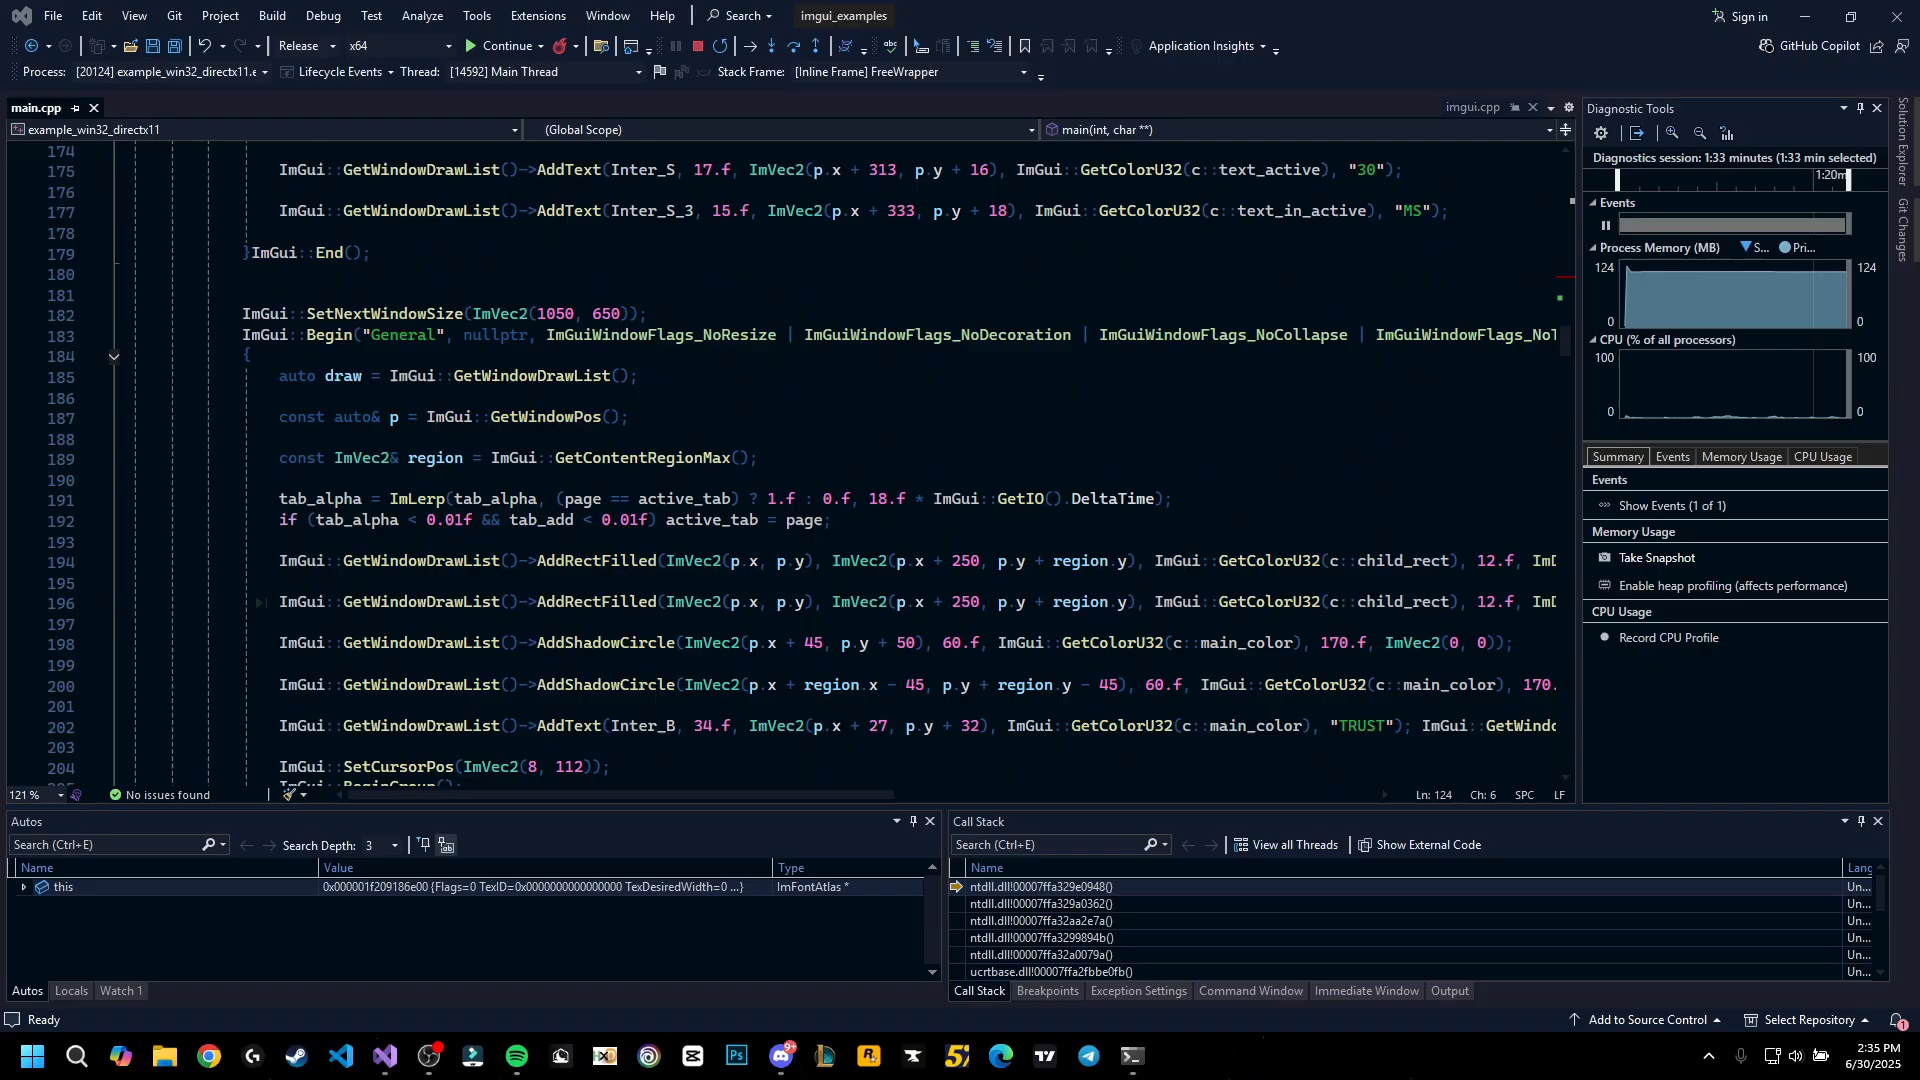 File Edit View Git Project Build Debug Test Analyze Tools Extensions Window Help Search imgui_examples Sign in
Release x64 Continue Application Insights GitHub Copilot
Process: [20124] example_win32_directx11.e Lifecycle Events Thread: [14592] Main Thread Stack Frame: [Inline Frame] FreeWrapper
main.cpp imgui.cpp
example_win32_directx11 (Global Scope) main(int, char **)
174
175 ImGui::GetWindowDrawList()->AddText(Inter_S, 17.f, ImVec2(p.x + 313, p.y + 16), ImGui::GetColorU32(c::text_active), "30");
176
177 ImGui::GetWindowDrawList()->AddText(Inter_S_3, 15.f, ImVec2(p.x + 333, p.y + 18), ImGui::GetColorU32(c::text_in_active), "MS");
178
179 }ImGui::End();
180
181
182 ImGui::SetNextWindowSize(ImVec2(1050, 650));
183 ImGui::Begin("General", nullptr, ImGuiWindowFlags_NoResize | ImGuiWindowFlags_NoDecoration | ImGuiWindowFlags_NoCollapse | ImGuiWindowFlags_NoT
184 {
185 auto draw = ImGui::GetWindowDrawList();
186
187 const auto& p = ImGui::GetWindowPos();
188
189 const ImVec2& region = ImGui::GetContentRegionMax();
190
191 tab_alpha = ImLerp(tab_alpha, (page == active_tab) ? 1.f : 0.f, 18.f * ImGui::GetIO().DeltaTime);
192 if (tab_alpha < 0.01f && tab_add < 0.01f) active_tab = page;
193
194 ImGui::GetWindowDrawList()->AddRectFilled(ImVec2(p.x, p.y), ImVec2(p.x + 250, p.y + region.y), ImGui::GetColorU32(c::child_rect), 12.f, ImD
195
196 ImGui::GetWindowDrawList()->AddRectFilled(ImVec2(p.x, p.y), ImVec2(p.x + 250, p.y + region.y), ImGui::GetColorU32(c::child_rect), 12.f, ImD
197
198 ImGui::GetWindowDrawList()->AddShadowCircle(ImVec2(p.x + 45, p.y + 50), 60.f, ImGui::GetColorU32(c::main_color), 170.f, ImVec2(0, 0));
199
200 ImGui::GetWindowDrawList()->AddShadowCircle(ImVec2(p.x + region.x - 45, p.y + region.y - 45), 60.f, ImGui::GetColorU32(c::main_color), 170.
201
202 ImGui::GetWindowDrawList()->AddText(Inter_B, 34.f, ImVec2(p.x + 27, p.y + 32), ImGui::GetColorU32(c::main_color), "TRUST"); ImGui::GetWindo
203
204 ImGui::SetCursorPos(ImVec2(8, 112));
205 ImGui::BeginGroup();
121 % No issues found Ln: 124 Ch: 6 SPC LF
Diagnostic Tools
Diagnostics session: 1:33 minutes (1:33 min selected)
1:20m
Events
Process Memory (MB) S... Pri...
124 124
0 0
CPU (% of all processors)
100 100
0 0
Summary Events Memory Usage CPU Usage
Events
Show Events (1 of 1)
Memory Usage
Take Snapshot
Enable heap profiling (affects performance)
CPU Usage
Record CPU Profile
Solution Explorer
Git Changes
Autos
Search (Ctrl+E) Search Depth: 3
Name Value Type
this 0x000001f209186e00 {Flags=0 TexID=0x0000000000000000 TexDesiredWidth=0 ...} ImFontAtlas *
Autos Locals Watch 1
Call Stack
Search (Ctrl+E) View all Threads Show External Code
Name Lang
ntdll.dll!00007ffa329e0948() Un...
ntdll.dll!00007ffa329a0362() Un...
ntdll.dll!00007ffa32aa2e7a() Un...
ntdll.dll!00007ffa3299894b() Un...
ntdll.dll!00007ffa32a0079a() Un...
ucrtbase.dll!00007ffa2fbbe0fb() Un...
Call Stack Breakpoints Exception Settings Command Window Immediate Window Output
Ready Add to Source Control Select Repository 1
9+
2:35 PM
6/30/2025